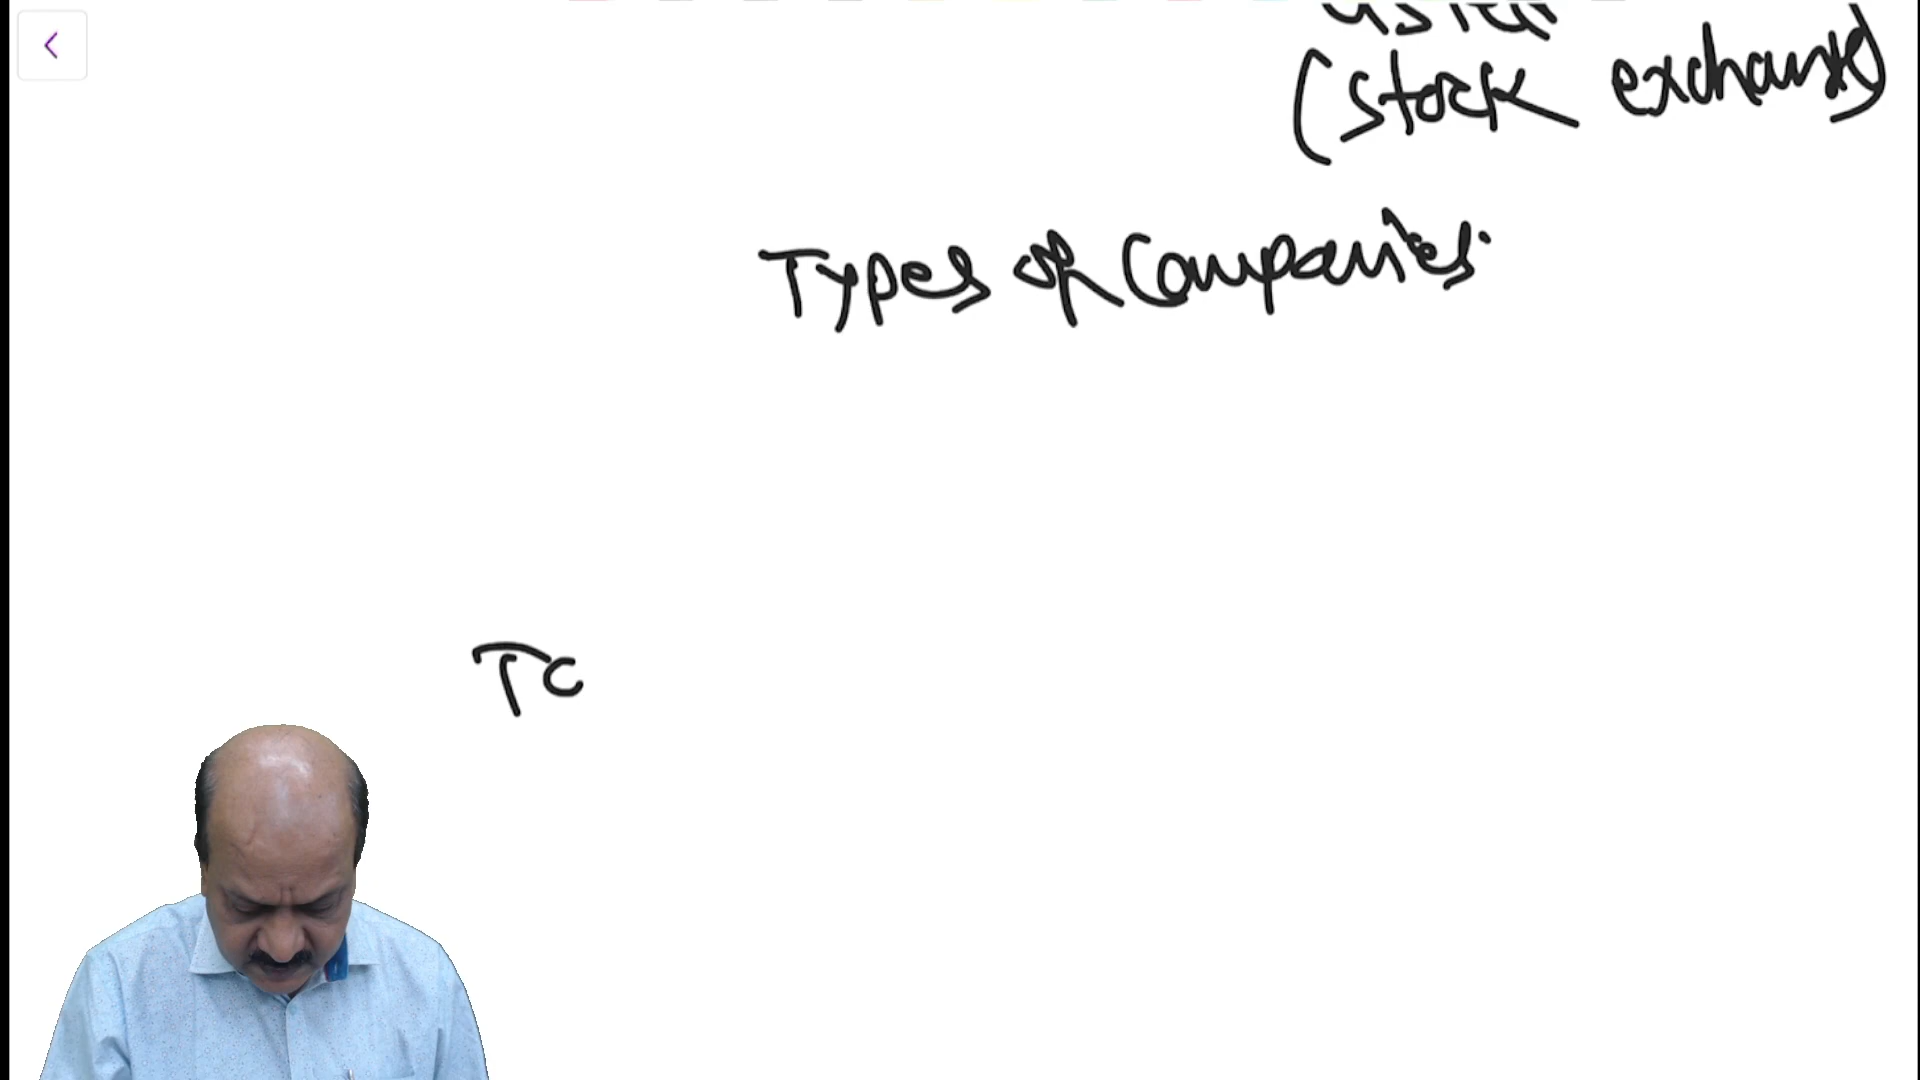 (stock exchange)
Types of Companies.
TC